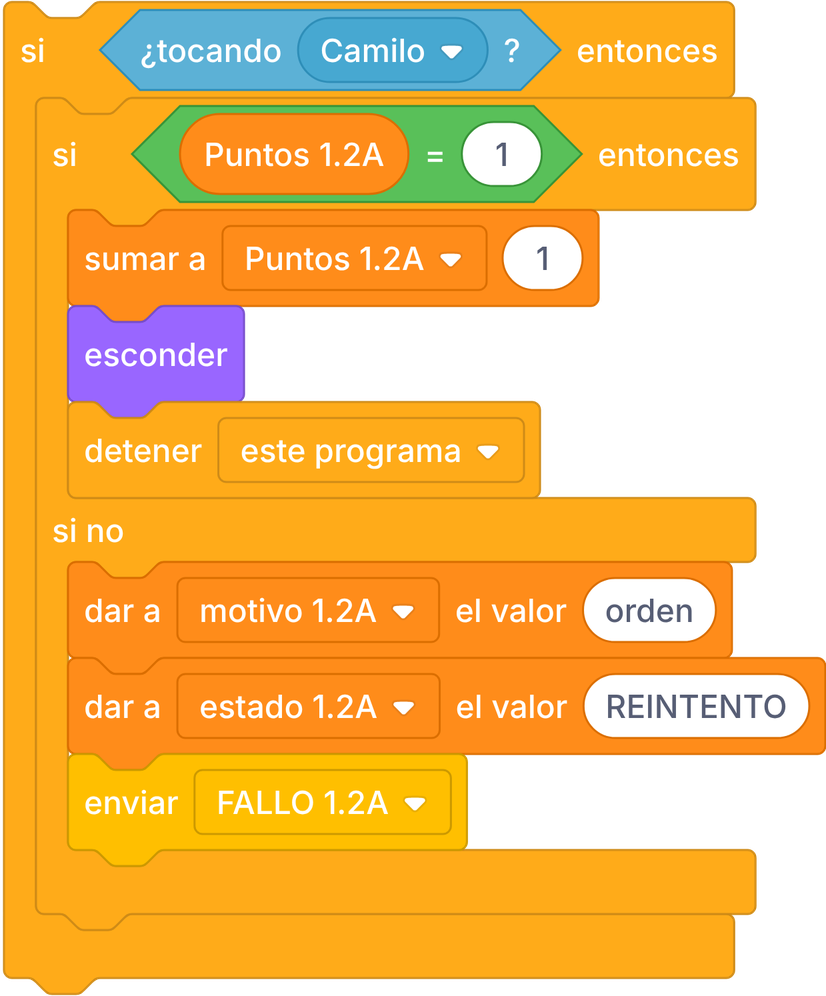 si ¿tocando Camilo ? entonces
si Puntos 1.2A = 1 entonces
sumar a Puntos 1.2A 1
esconder
detener este programa
si no
dar a motivo 1.2A el valor orden
dar a estado 1.2A el valor REINTENTO
enviar FALLO 1.2A